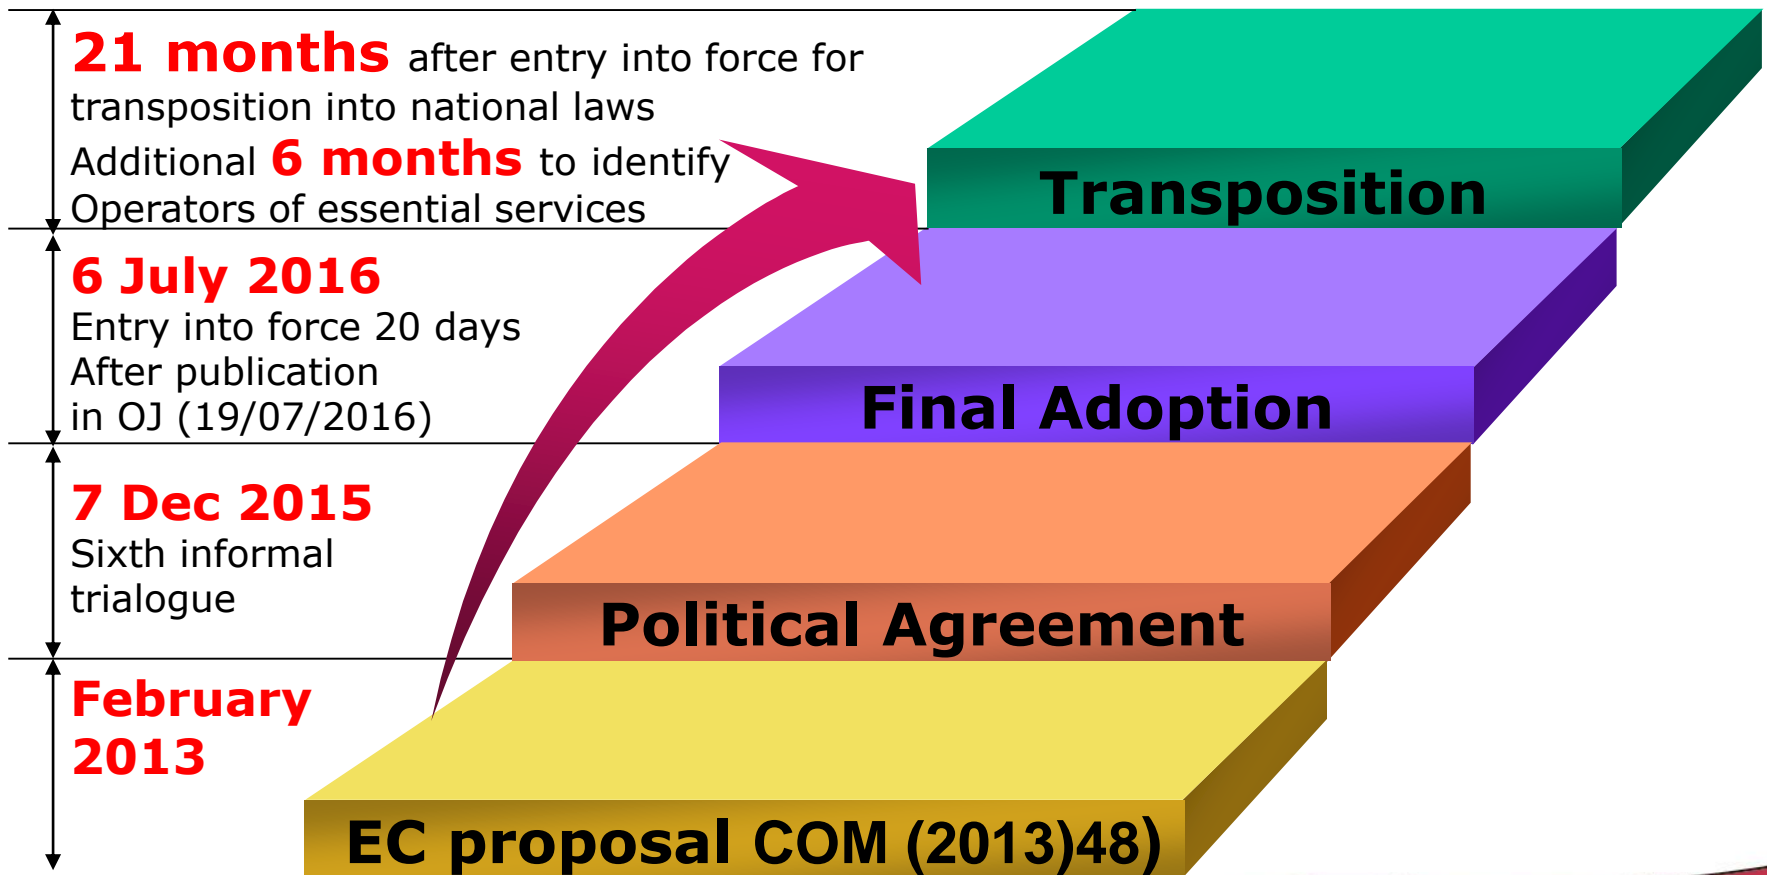 21 months after entry into force for
transposition into national laws
Additional 6 months to identify
Operators of essential services
Transposition
6 July 2016
Entry into force 20 days
After publication
in OJ (19/07/2016)
Final Adoption
7 Dec 2015
Sixth informal
trialogue
Political Agreement
February
2013
EC proposal COM (2013)48)